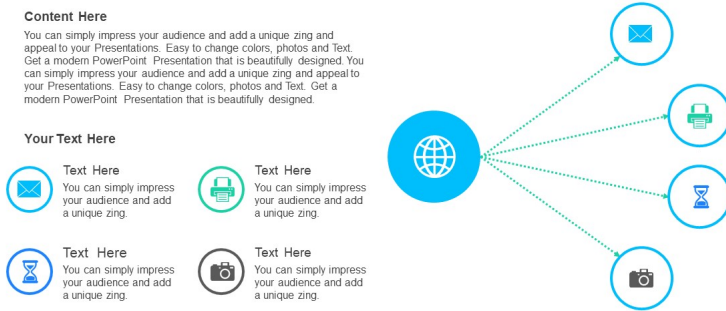 Content Here
You can simply impress your audience and add a unique zing and
appeal to your Presentations. Easy to change colors, photos and Text.
Get a modern PowerPoint Presentation that is beautifully designed. You
can simply impress your audience and add a unique zing and appeal to
your Presentations. Easy to change colors, photos and Text. Get a
modern PowerPoint Presentation that is beautifully designed.
Your Text Here
Text Here
You can simply impress
your audience and add
a unique zing.
Text Here
You can simply impress
your audience and add
a unique zing.
Text Here
You can simply impress
your audience and add
a unique zing.
Text Here
You can simply impress
your audience and add
a unique zing.